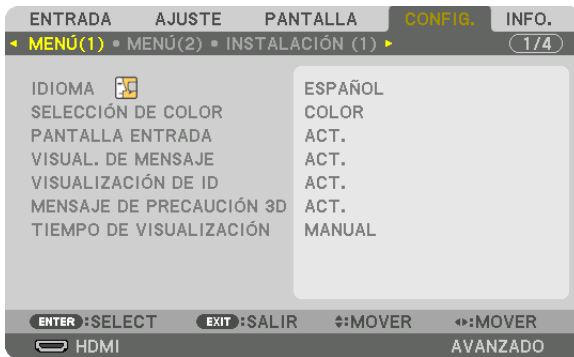 ENTRADA AJUSTE PANTALLA CONFIG. INFO.
MENÚ(1) • MENÚ(2) • INSTALACIÓN (1) 1/4
IDIOMA ESPAÑOL
SELECCIÓN DE COLOR COLOR
PANTALLA ENTRADA ACT.
VISUAL. DE MENSAJE ACT.
VISUALIZACIÓN DE ID ACT.
MENSAJE DE PRECAUCIÓN 3D ACT.
TIEMPO DE VISUALIZACIÓN MANUAL
ENTER :SELECT EXIT :SALIR :MOVER :MOVER
HDMI AVANZADO